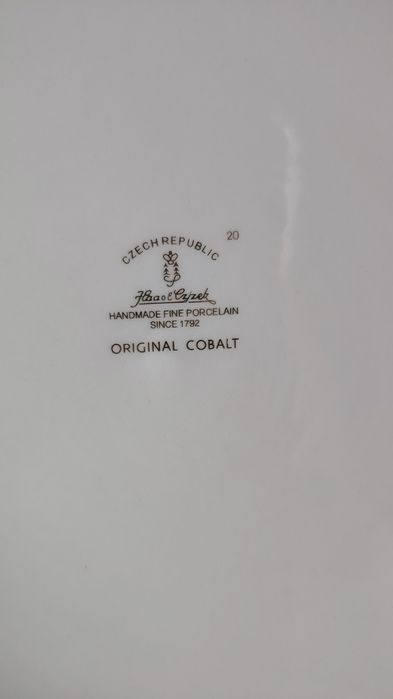 20
CZECH REPUBLIC
Haas & Czjzek
HANDMADE FINE PORCELAIN
SINCE 1792
ORIGINAL COBALT